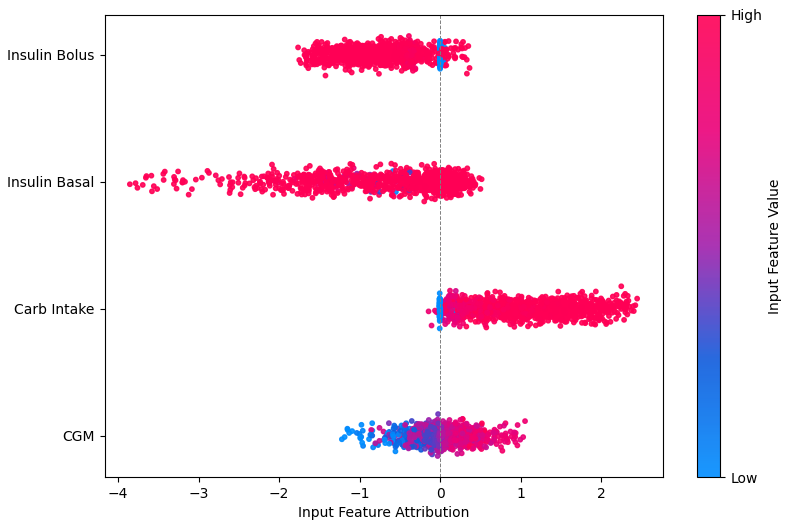 Insulin Bolus
Insulin Basal
Carb Intake
CGM
−4 −3 −2 −1 0 1 2
Input Feature Attribution
High
Low
Input Feature Value